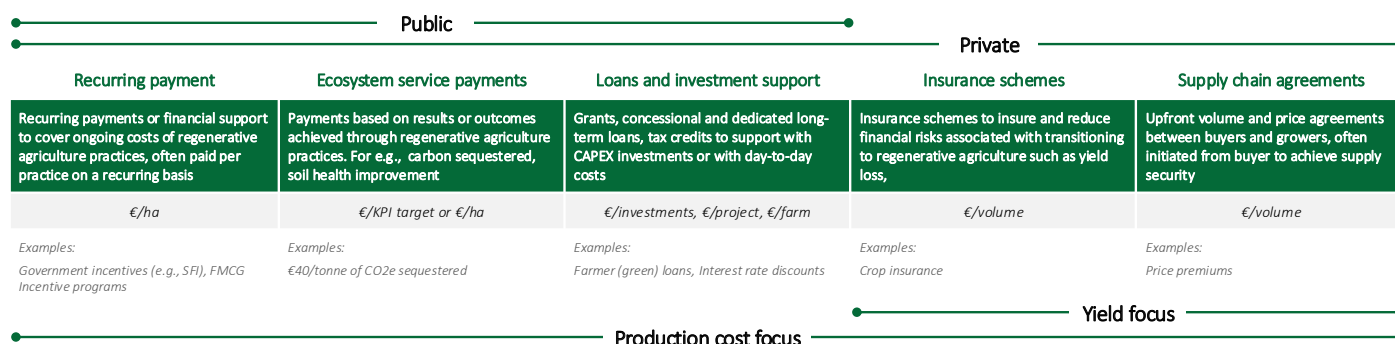 Public
Private
Recurring payment
Ecosystem service payments
Loans and investment support
Insurance schemes
Supply chain agreements
Recurring payments or financial support
to cover ongoing costs of regenerative
agriculture practices, often paid per
practice on a recurring basis
Payments based on results or outcomes
achieved through regenerative agriculture
practices. For e.g., carbon sequestered,
soil health improvement
Grants, concessional and dedicated long-
term loans, tax credits to support with
CAPEX investments or with day-to-day
costs
Insurance schemes to insure and reduce
financial risks associated with transitioning
to regenerative agriculture such as yield
loss,
Upfront volume and price agreements
between buyers and growers, often
initiated from buyer to achieve supply
security
€/ha
€/KPI target or €/ha
€/investments, €/project, €/farm
€/volume
€/volume
Examples:
Government incentives (e.g., SFI), FMCG
Incentive programs
Examples:
€40/tonne of CO2e sequestered
Examples:
Farmer (green) loans, Interest rate discounts
Examples:
Crop insurance
Examples:
Price premiums
Yield focus
Production cost focus